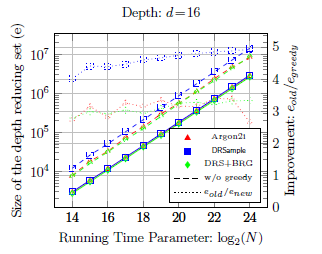 Depth: d=16
Size of the depth reducing set (e)
10^7
10^6
10^5
10^4
5
4
3
2
1
0
Improvement: e_old/e_greedy
Argon2i
DRSample
DRS+BRG
w/o greedy
e_old/e_new
14 16 18 20 22 24
Running Time Parameter: log_2(N)